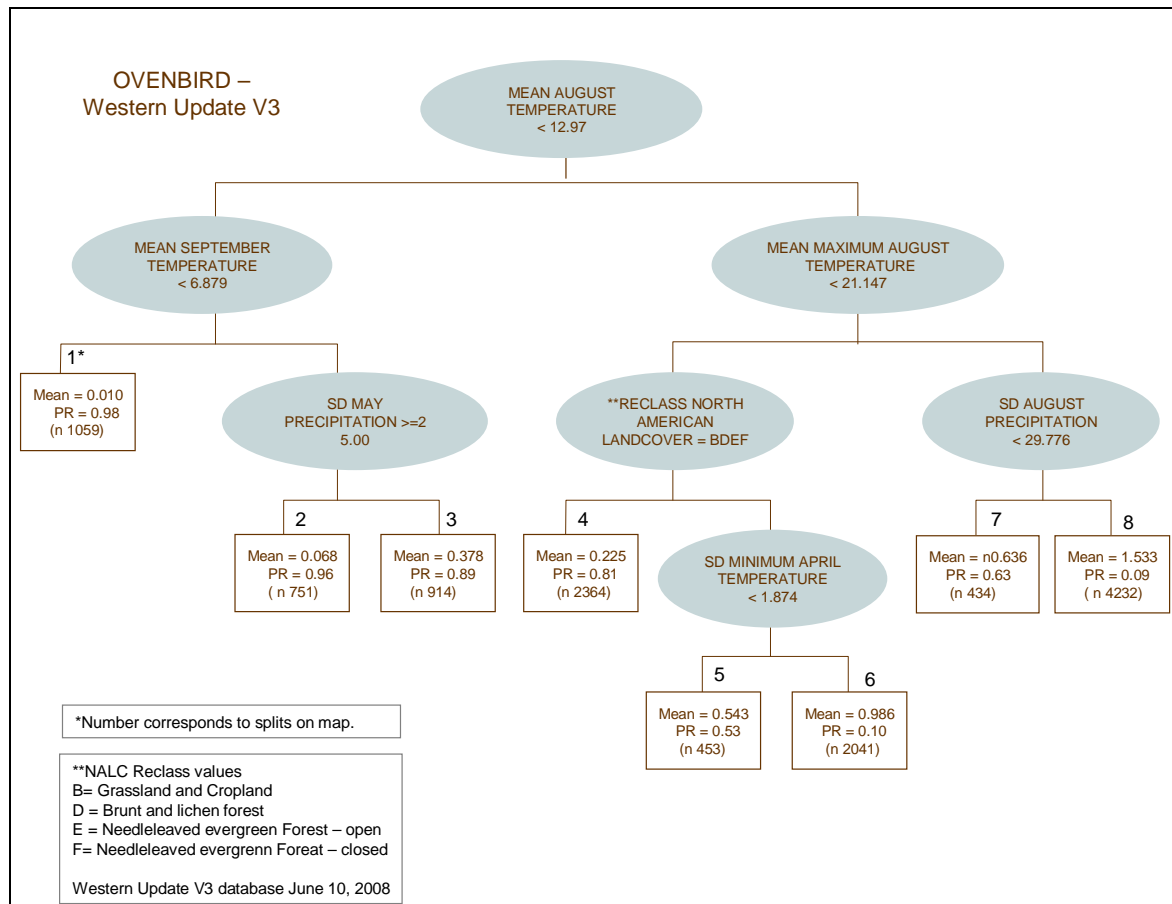 OVENBIRD –
Western Update V3
MEAN AUGUST
TEMPERATURE
< 12.97
MEAN SEPTEMBER
TEMPERATURE
< 6.879
MEAN MAXIMUM AUGUST
TEMPERATURE
< 21.147
1*
Mean = 0.010
PR = 0.98
(n 1059)
SD MAY
PRECIPITATION >=2
5.00
**RECLASS NORTH
AMERICAN
LANDCOVER = BDEF
SD AUGUST
PRECIPITATION
< 29.776
2
Mean = 0.068
PR = 0.96
( n 751)
3
Mean = 0.378
PR = 0.89
(n 914)
4
Mean = 0.225
PR = 0.81
(n 2364)
SD MINIMUM APRIL
TEMPERATURE
< 1.874
7
Mean = n0.636
PR = 0.63
(n 434)
8
Mean = 1.533
PR = 0.09
( n 4232)
5
Mean = 0.543
PR = 0.53
(n 453)
6
Mean = 0.986
PR = 0.10
(n 2041)
*Number corresponds to splits on map.
**NALC Reclass values
B= Grassland and Cropland
D = Brunt and lichen forest
E = Needleleaved evergreen Forest – open
F= Needleleaved evergrenn Foreat – closed
Western Update V3 database June 10, 2008